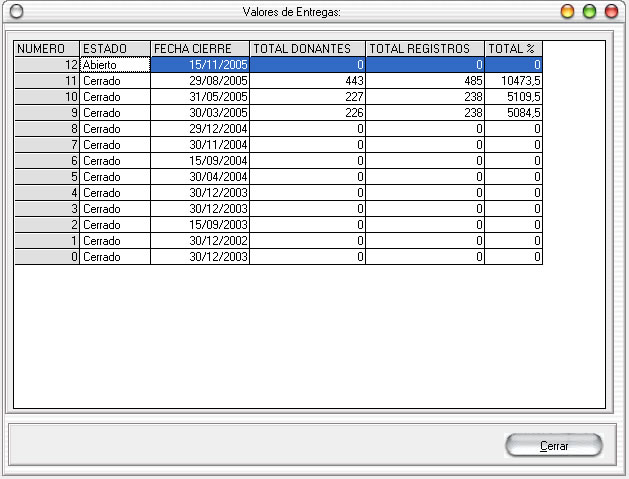 Valores de Entregas:
NUMERO ESTADO FECHA CIERRE TOTAL DONANTES TOTAL REGISTROS TOTAL %
12 Abierto 15/11/2005 0 0 0
11 Cerrado 29/08/2005 443 485 10473,5
10 Cerrado 31/05/2005 227 238 5109,5
9 Cerrado 30/03/2005 226 238 5084,5
8 Cerrado 29/12/2004 0 0 0
7 Cerrado 30/11/2004 0 0 0
6 Cerrado 15/09/2004 0 0 0
5 Cerrado 30/04/2004 0 0 0
4 Cerrado 30/12/2003 0 0 0
3 Cerrado 30/12/2003 0 0 0
2 Cerrado 15/09/2003 0 0 0
1 Cerrado 30/12/2002 0 0 0
0 Cerrado 30/12/2003 0 0 0
Cerrar